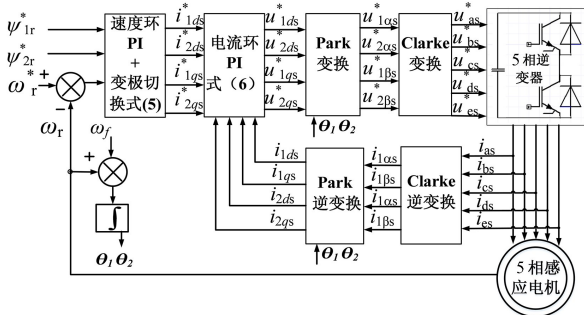 ψ*1r
ψ*2r
ω*r
+
−
ωr
速度环
PI
+
变极切
换式(5)
i*1ds
i*2ds
i*1qs
i*2qs
电流环
PI
式（6）
u*1ds
u*2ds
u*1qs
u*2qs
Park
变换
θ1 θ2
u*1αs
u*2αs
u*1βs
u*2βs
Clarke
变换
u*as
u*bs
u*cs
u*ds
u*es
5相逆
变器
ωf
+
+
∫
θ1 θ2
i1ds
i1qs
i2ds
i2qs
Park
逆变换
θ1 θ2
i1αs
i1βs
i1αs
i1βs
Clarke
逆变换
ias
ibs
ics
ids
ies
5 相感
应电机